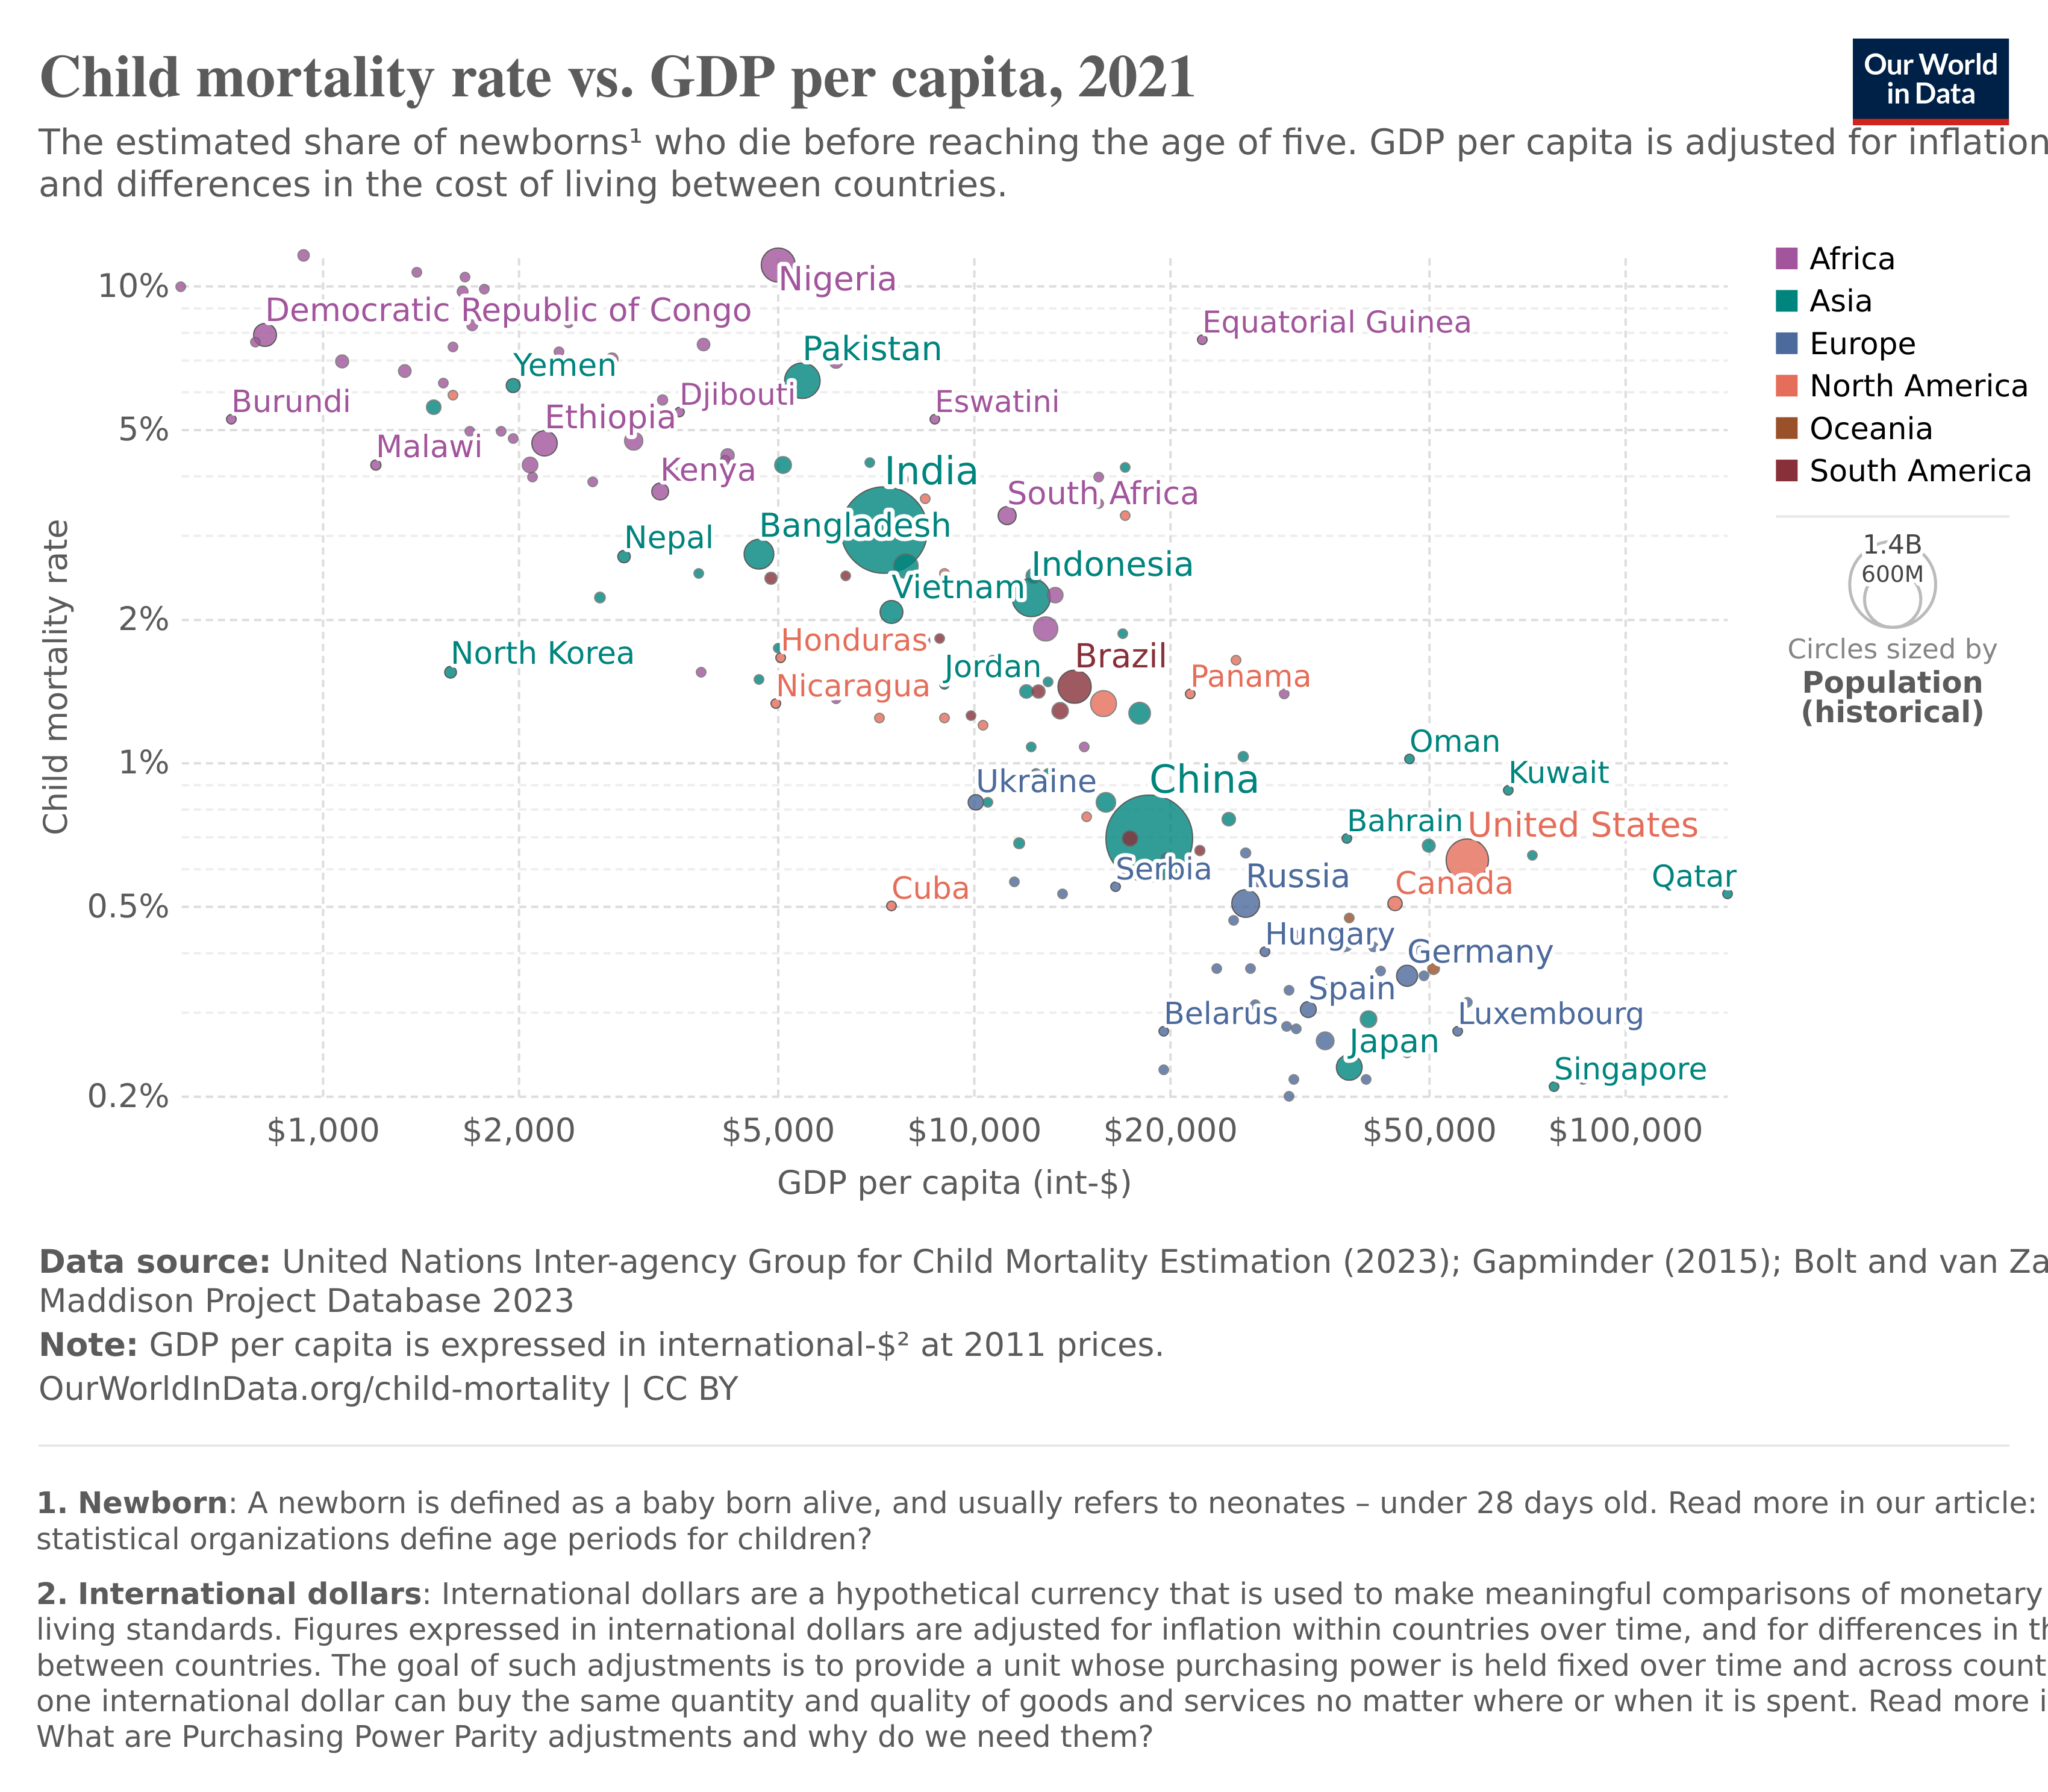 Child mortality rate vs. GDP per capita, 2021
Our World
in Data
The estimated share of newborns¹ who die before reaching the age of five. GDP per capita is adjusted for inflation
and differences in the cost of living between countries.
Africa
Asia
Europe
North America
Oceania
South America
1.4B
600M
Circles sized by
Population
(historical)
Child mortality rate
10%
5%
2%
1%
0.5%
0.2%
Nigeria
Democratic Republic of Congo
Equatorial Guinea
Pakistan
Yemen
Burundi
Djibouti
Eswatini
Ethiopia
Malawi
Kenya
India
South Africa
Bangladesh
Nepal
Indonesia
Vietnam
Honduras
North Korea
Jordan
Brazil
Nicaragua
Panama
Oman
Kuwait
Ukraine
China
Bahrain
United States
Serbia
Russia
Canada
Qatar
Cuba
Hungary
Germany
Spain
Belarus
Luxembourg
Japan
Singapore
$1,000
$2,000
$5,000
$10,000
$20,000
$50,000
$100,000
GDP per capita (int-$)
Data source: United Nations Inter-agency Group for Child Mortality Estimation (2023); Gapminder (2015); Bolt and van Za
Maddison Project Database 2023
Note: GDP per capita is expressed in international-$² at 2011 prices.
OurWorldInData.org/child-mortality | CC BY
1. Newborn: A newborn is defined as a baby born alive, and usually refers to neonates – under 28 days old. Read more in our article:
statistical organizations define age periods for children?
2. International dollars: International dollars are a hypothetical currency that is used to make meaningful comparisons of monetary
living standards. Figures expressed in international dollars are adjusted for inflation within countries over time, and for differences in th
between countries. The goal of such adjustments is to provide a unit whose purchasing power is held fixed over time and across count
one international dollar can buy the same quantity and quality of goods and services no matter where or when it is spent. Read more i
What are Purchasing Power Parity adjustments and why do we need them?